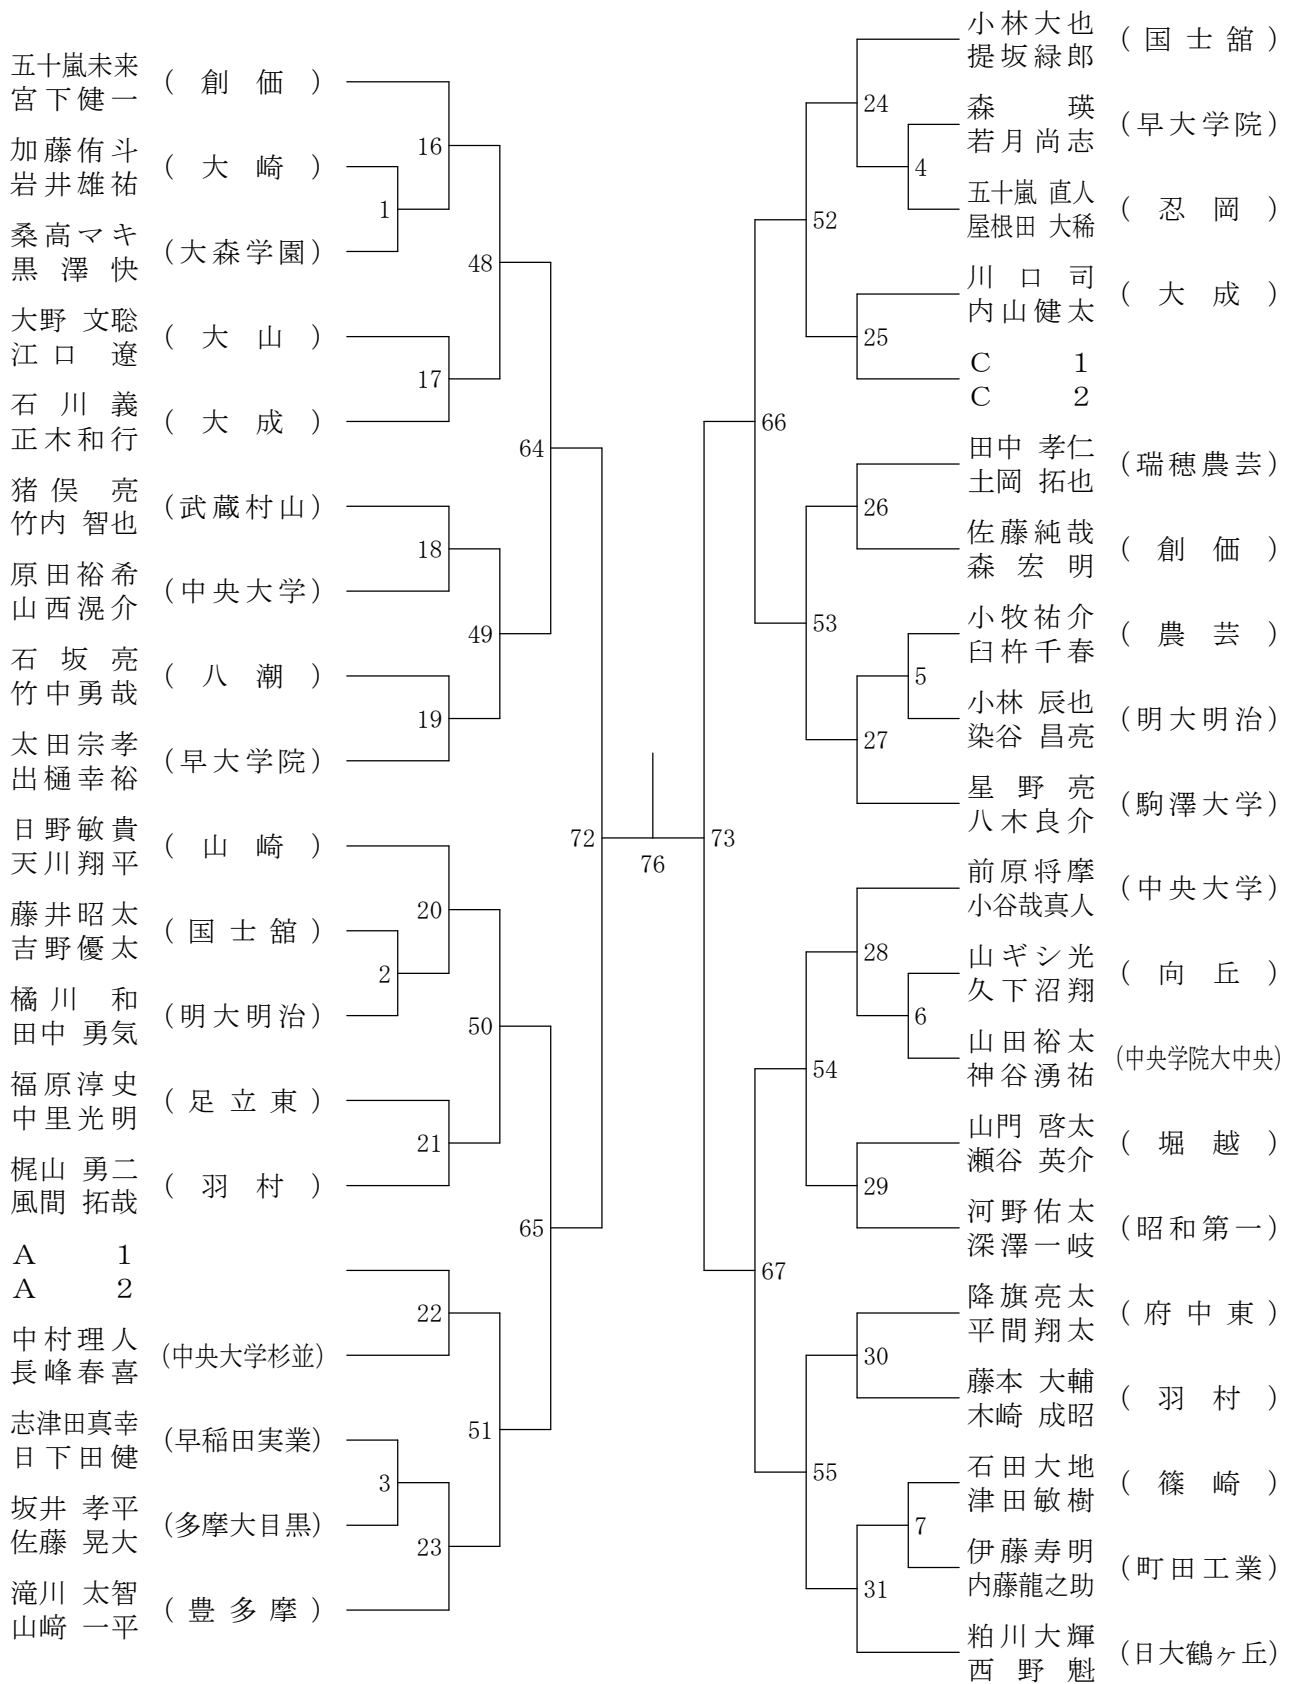 五十嵐未来
宮下健一
(創価)
加藤侑斗
岩井雄祐
(大崎)
桑高マキ
黒澤快
(大森学園)
大野 文聡
江口遼
(大山)
石川義
正木和行
(大成)
猪俣亮
竹内 智也
(武蔵村山)
原田裕希
山西滉介
(中央大学)
石坂亮
竹中勇哉
(八潮)
太田宗孝
出樋幸裕
(早大学院)
日野敏貴
天川翔平
(山崎)
藤井昭太
吉野優太
(国士舘)
橘川和
田中 勇気
(明大明治)
福原淳史
中里光明
(足立東)
梶山 勇二
風間 拓哉
(羽村)
A 1
A 2
中村理人
長峰春喜
(中央大学杉並)
志津田真幸
日下田健
(早稲田実業)
坂井 孝平
佐藤 晃大
(多摩大目黒)
滝川 太智
山﨑 一平
(豊多摩)
1
2
3
16
17
18
19
20
21
22
23
48
49
50
51
64
65
72
76
73
66
67
52
53
54
55
24
25
26
27
28
29
30
31
4
5
6
7
小林大也
提坂緑郎
(国士舘)
森瑛
若月尚志
(早大学院)
五十嵐 直人
屋根田 大稀
(忍岡)
川口司
内山健太
(大成)
C 1
C 2
田中 孝仁
土岡 拓也
(瑞穂農芸)
佐藤純哉
森宏明
(創価)
小牧祐介
臼杵千春
(農芸)
小林 辰也
染谷 昌亮
(明大明治)
星野亮
八木良介
(駒澤大学)
前原将摩
小谷哉真人
(中央大学)
山ギシ光
久下沼翔
(向丘)
山田裕太
神谷湧祐
(中央学院大中央)
山門 啓太
瀬谷 英介
(堀越)
河野佑太
深澤一岐
(昭和第一)
降旗亮太
平間翔太
(府中東)
藤本 大輔
木崎 成昭
(羽村)
石田大地
津田敏樹
(篠崎)
伊藤寿明
内藤龍之助
(町田工業)
粕川大輝
西野魁
(日大鶴ヶ丘)